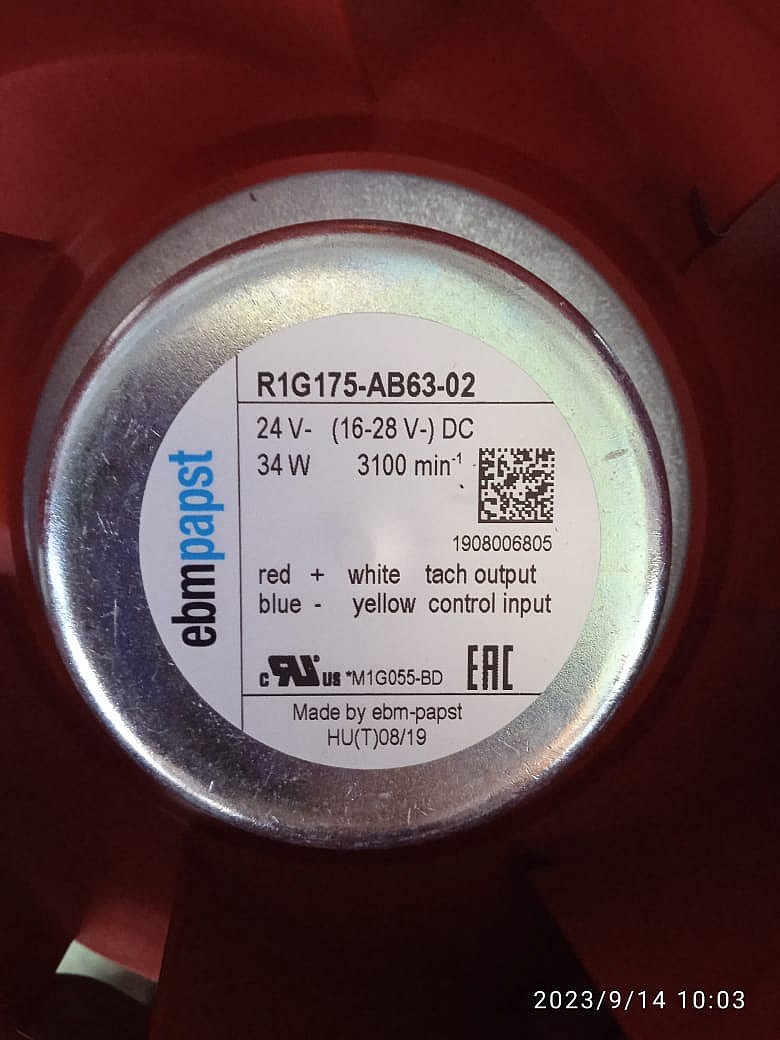 R1G175-AB63-02
24 V- (16-28 V-) DC
34 W 3100 min-1
1908006805
red + white tach output
blue - yellow control input
c RU us *M1G055-BD EAC
Made by ebm-papst
HU(T)08/19
ebmpapst
2023/9/14 10:03